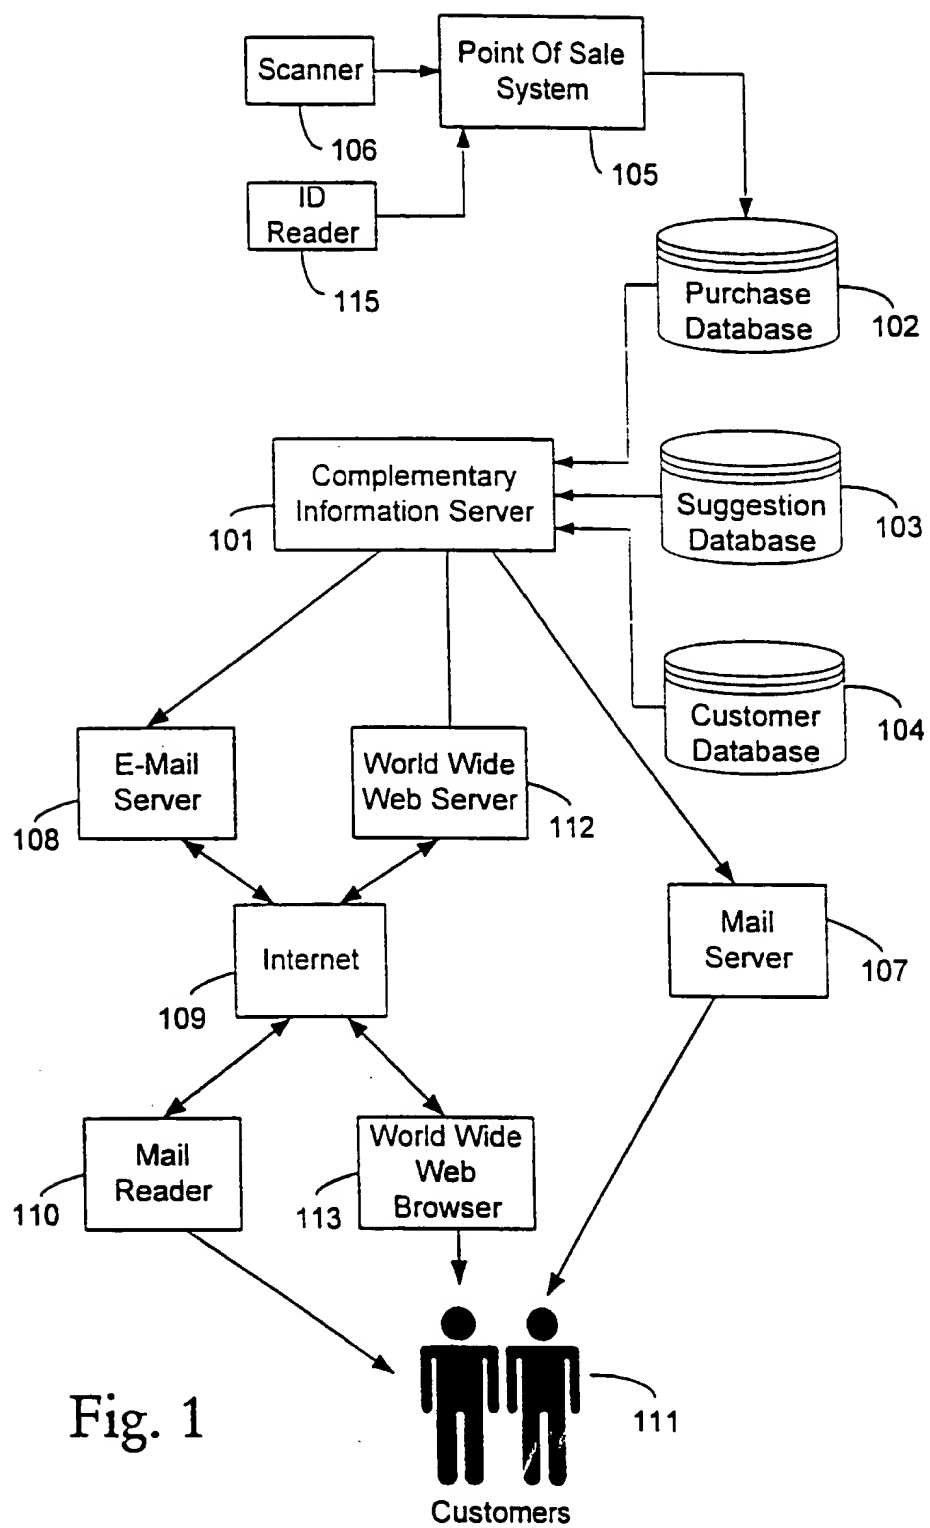 Scanner
Point Of Sale
System
106
105
ID
Reader
115
Purchase
Database
102
Complementary
Information Server
101
Suggestion
Database
103
Customer
Database
104
E-Mail
Server
108
World Wide
Web Server
112
Mail
Server
107
Internet
109
Mail
Reader
110
World Wide
Web
Browser
113
111
Fig. 1
Customers